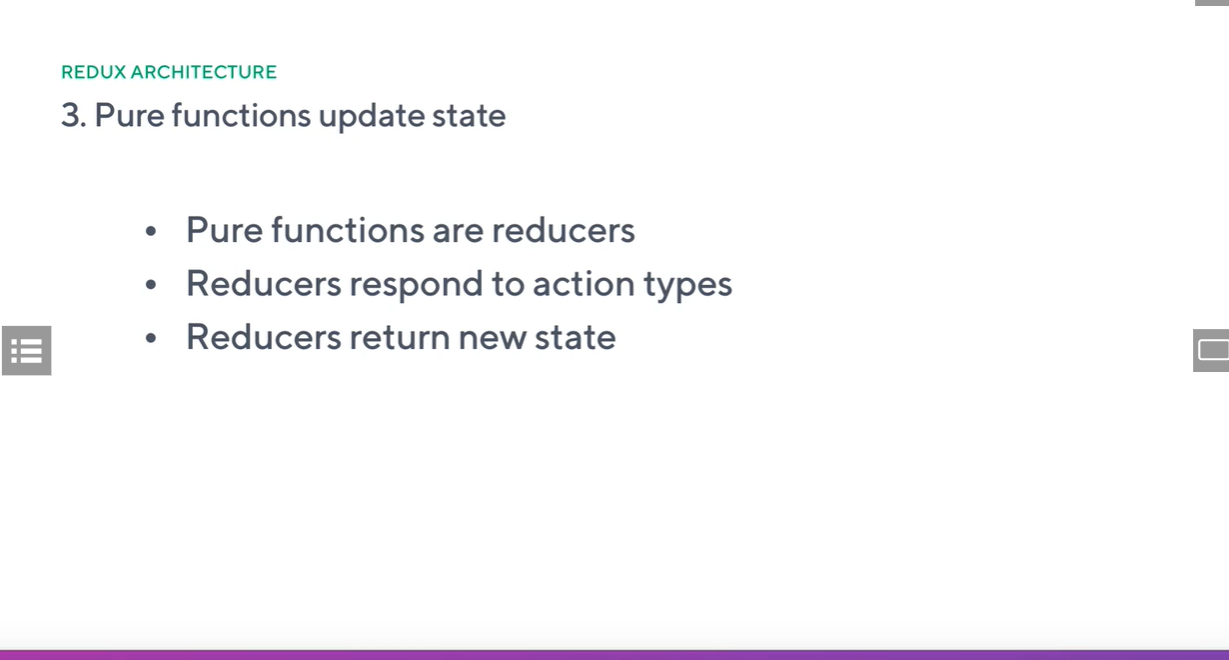 REDUX ARCHITECTURE
3. Pure functions update state
• Pure functions are reducers
• Reducers respond to action types
• Reducers return new state